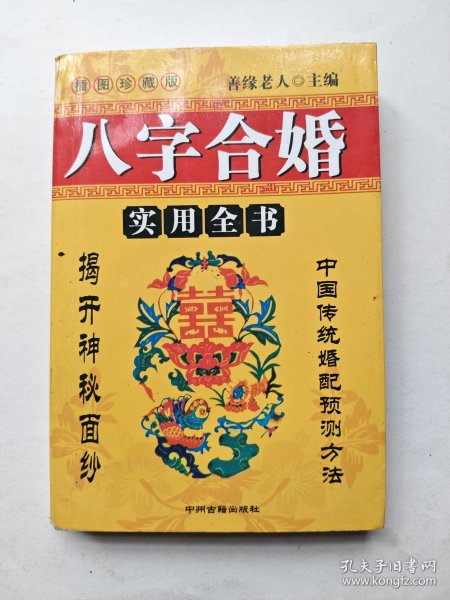 插图珍藏版
善缘老人◎主编
八字合婚
实用全书
揭开神秘面纱
中国传统婚配预测方法
囍
中州古籍出版社
孔夫子旧书网
www.kongfz.com